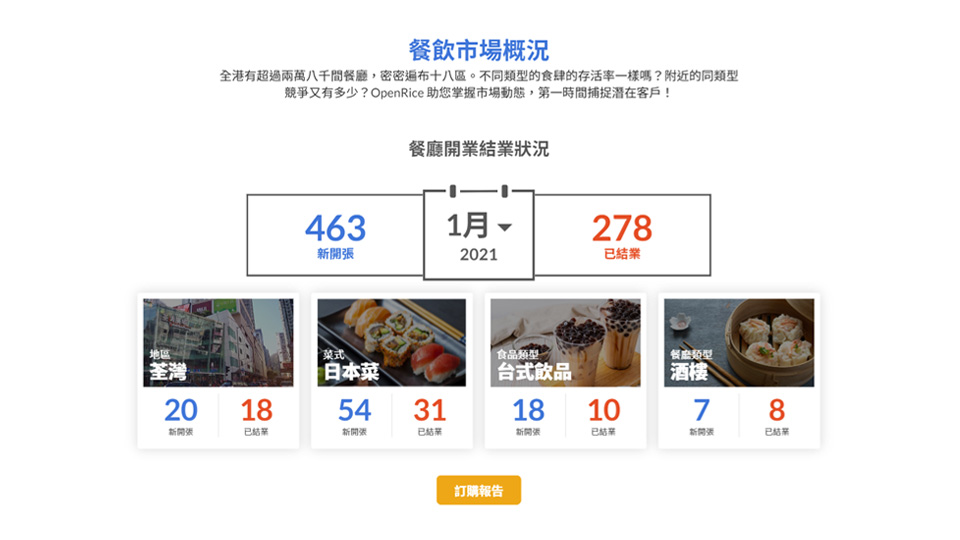 餐飲市場概況
全港有超過兩萬八千間餐廳，密密遍布十八區。不同類型的食肆的存活率一樣嗎？附近的同類型
競爭又有多少？OpenRice 助您掌握市場動態，第一時間捕捉潛在客戶！
餐廳開業結業狀況
463
新開張
1月
2021
278
已結業
地區
荃灣
20
新開張
18
已結業
菜式
日本菜
54
新開張
31
已結業
食品類型
台式飲品
18
新開張
10
已結業
餐廳類型
酒樓
7
新開張
8
已結業
訂購報告